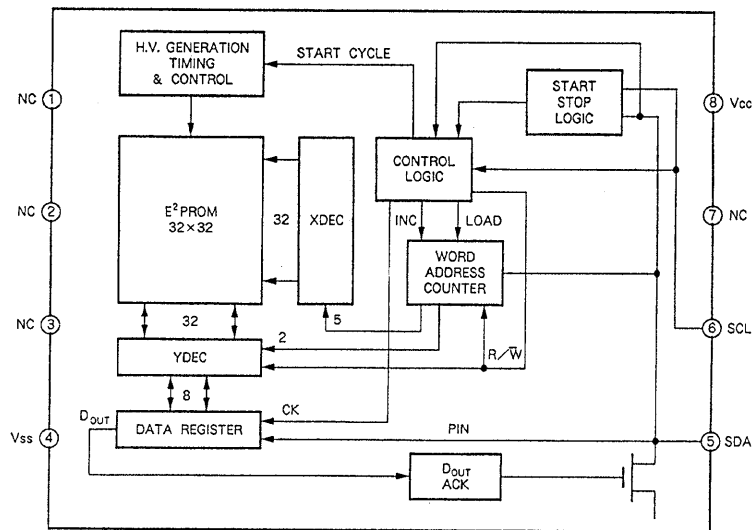 H.V. GENERATION
TIMING
& CONTROL
START CYCLE
START
STOP
LOGIC
NC 1
8 Vcc
E²PROM
32×32
32
XDEC
CONTROL
LOGIC
NC 2
7 NC
INC
LOAD
WORD
ADDRESS
COUNTER
NC 3
32
5
6 SCL
YDEC
2
R/W̅
8
DOUT
CK
DATA REGISTER
PIN
Vss 4
5 SDA
DOUT
ACK